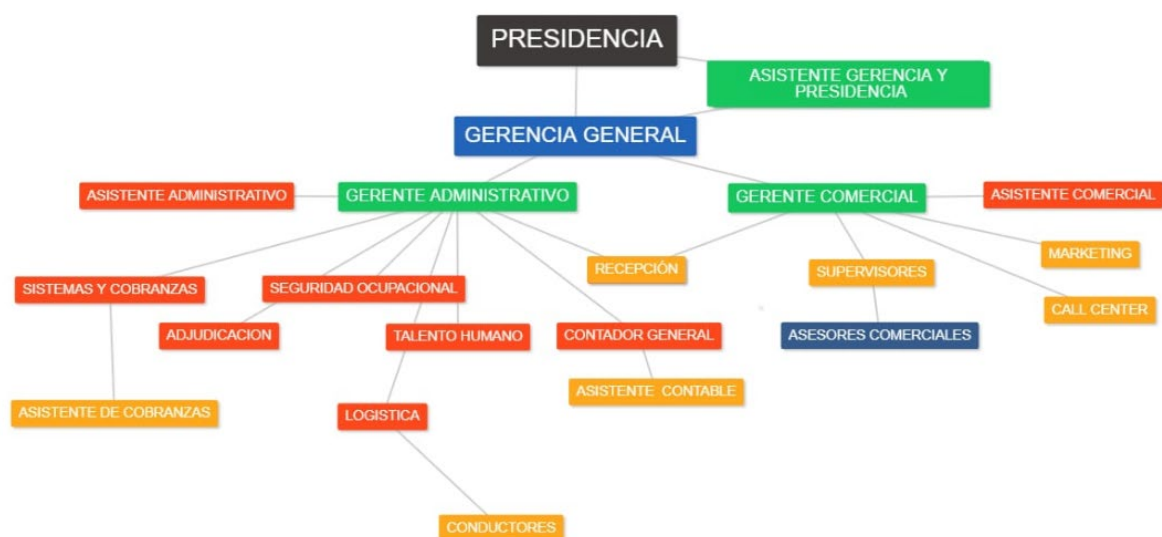 PRESIDENCIA
ASISTENTE GERENCIA Y
PRESIDENCIA
GERENCIA GENERAL
ASISTENTE ADMINISTRATIVO
GERENTE ADMINISTRATIVO
GERENTE COMERCIAL
ASISTENTE COMERCIAL
MARKETING
RECEPCIÓN
SUPERVISORES
SISTEMAS Y COBRANZAS
SEGURIDAD OCUPACIONAL
CALL CENTER
ADJUDICACION
TALENTO HUMANO
CONTADOR GENERAL
ASESORES COMERCIALES
ASISTENTE CONTABLE
ASISTENTE DE COBRANZAS
LOGISTICA
CONDUCTORES